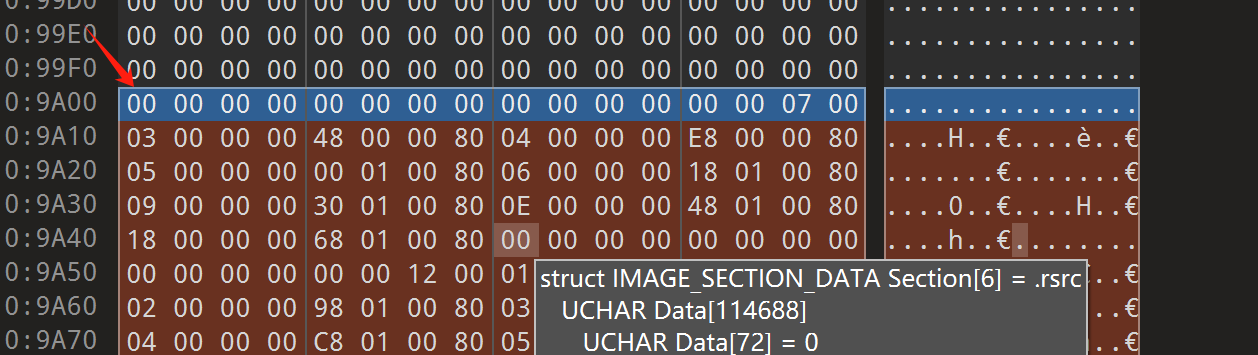 0:99D0 00 00 00 00 00 00 00 00 00 00 00 00 00 00 00 00 ................
0:99E0 00 00 00 00 00 00 00 00 00 00 00 00 00 00 00 00 ................
0:99F0 00 00 00 00 00 00 00 00 00 00 00 00 00 00 00 00 ................
0:9A00 00 00 00 00 00 00 00 00 00 00 00 00 00 00 07 00 ................
0:9A10 03 00 00 00 48 00 00 80 04 00 00 00 E8 00 00 80 ....H..€....è..€
0:9A20 05 00 00 00 00 01 00 80 06 00 00 00 18 01 00 80 .......€.......€
0:9A30 09 00 00 00 30 01 00 80 0E 00 00 00 48 01 00 80 ....0..€....H..€
0:9A40 18 00 00 00 68 01 00 80 00 00 00 00 00 00 00 00 ....h..€........
0:9A50 00 00 00 00 00 00 12 00 01 ..€
struct IMAGE_SECTION_DATA Section[6] = .rsrc
0:9A60 02 00 00 00 98 01 00 80 03 ..€
UCHAR Data[114688]
0:9A70 04 00 00 00 C8 01 00 80 05 ..€
UCHAR Data[72] = 0